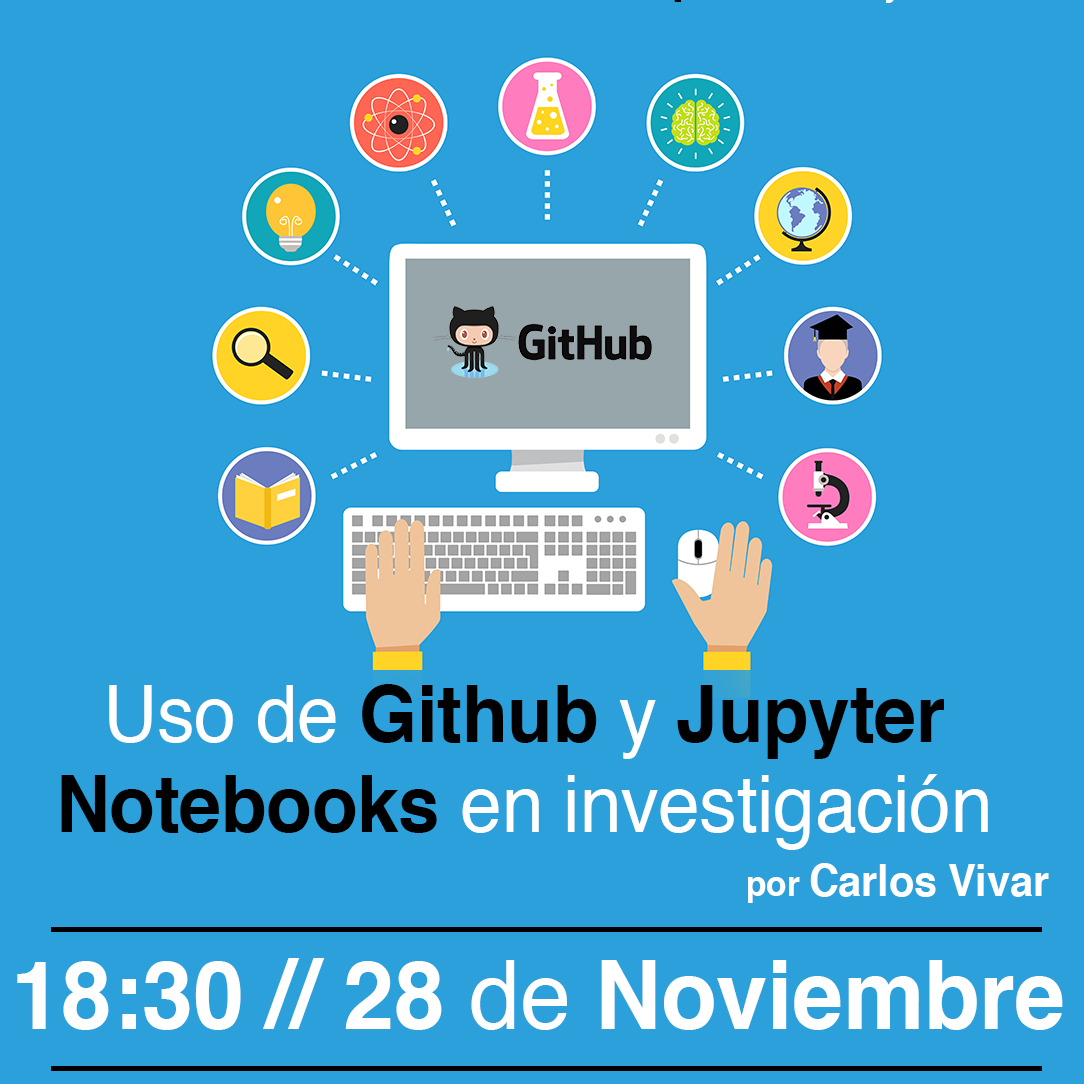 GitHub
Uso de Github y Jupyter
Notebooks en investigación
por Carlos Vivar
18:30 // 28 de Noviembre